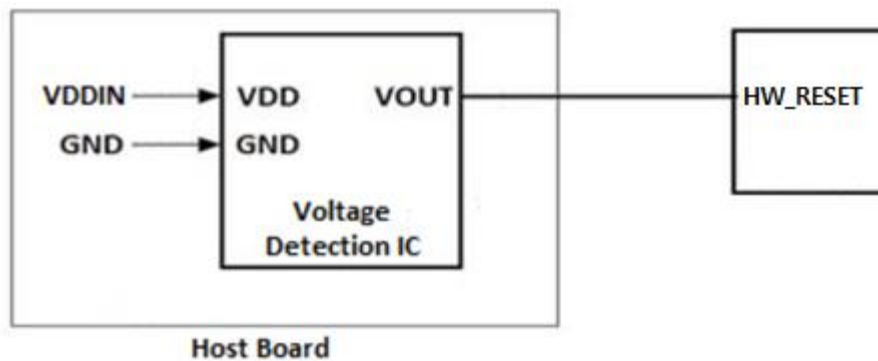 VDDIN
VDD
VOUT
HW_RESET
GND
GND
Voltage
Detection IC
Host Board